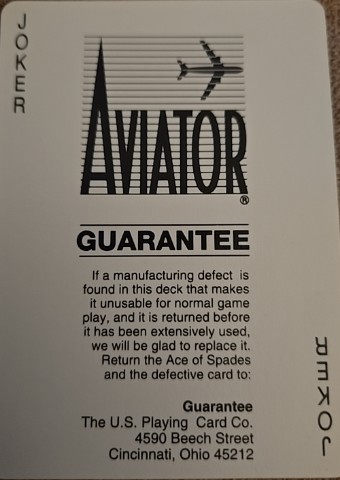 JOKER
AVIATOR®
GUARANTEE
If a manufacturing defect is
found in this deck that makes
it unusable for normal game
play, and it is returned before
it has been extensively used,
we will be glad to replace it.
Return the Ace of Spades
and the defective card to:
Guarantee
The U.S. Playing Card Co.
4590 Beech Street
Cincinnati, Ohio 45212
JOKER